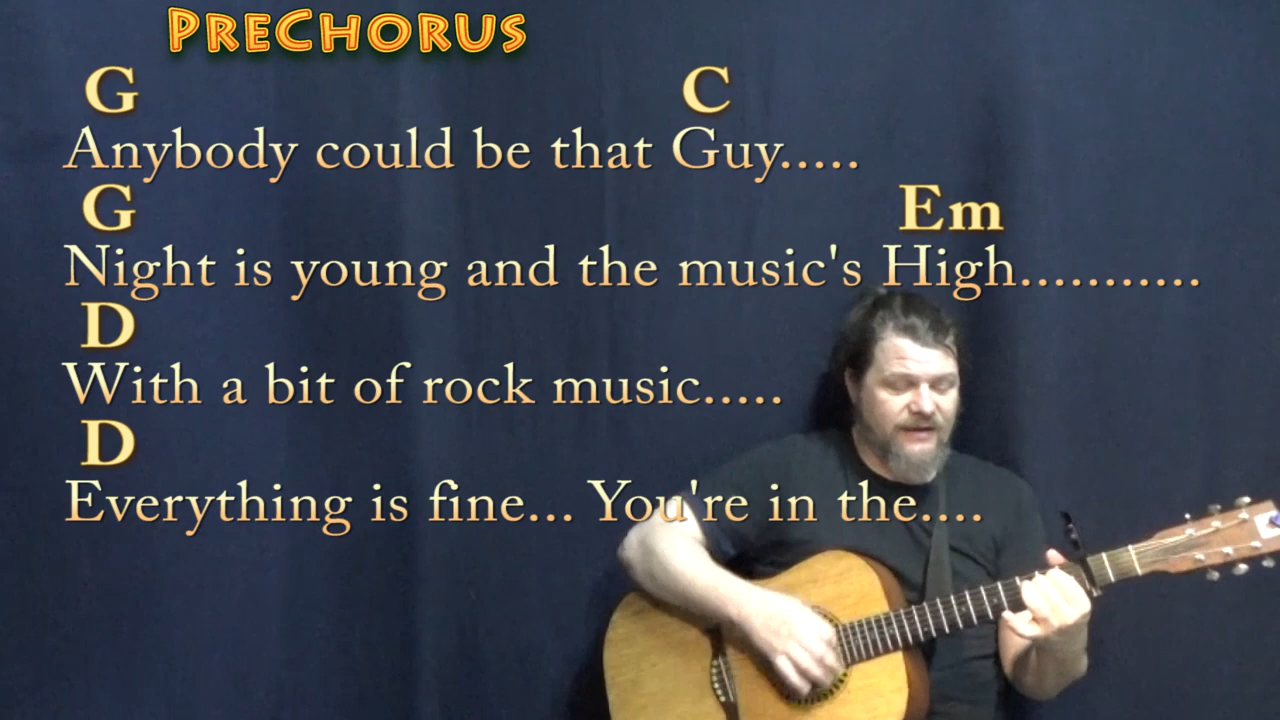 PreChorus
G C
Anybody could be that Guy.....
G Em
Night is young and the music's High...........
D
With a bit of rock music.....
D
Everything is fine... You're in the....